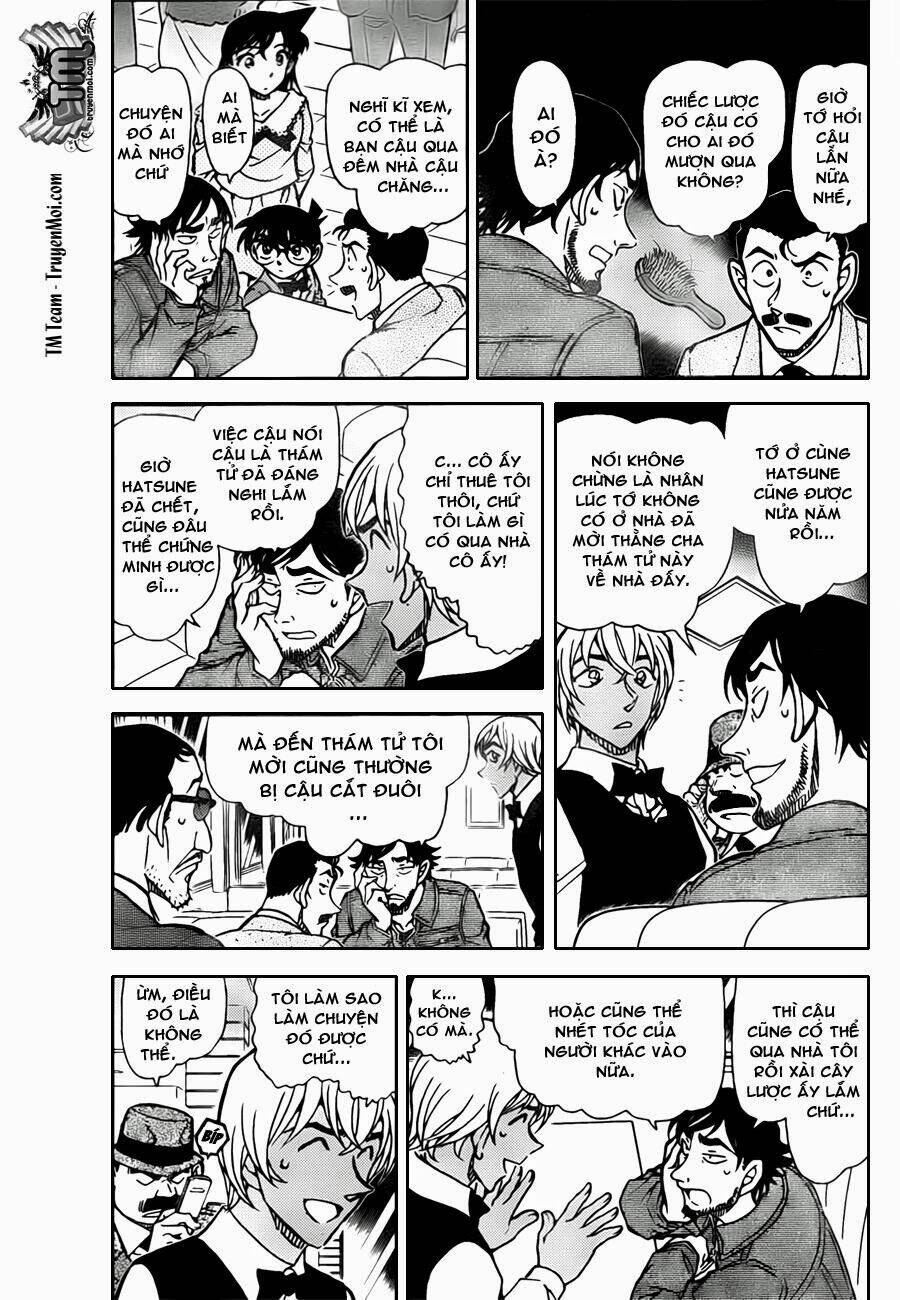 GIỜ
TỚ HỎI
CẬU
LẦN
NỮA
NHÉ,
CHIẾC LƯỢC
ĐÓ CẬU CÓ
CHO AI ĐÓ
MƯỢN QUA
KHÔNG?
AI
ĐÓ
À?
NGHĨ KĨ XEM,
CÓ THỂ LÀ
BẠN CẬU QUA
ĐÊM NHÀ CẬU
CHĂNG...
AI
MÀ
BIẾT
CHUYỆN
ĐÓ AI
MÀ NHỚ
CHỨ
TỚ Ở CÙNG
HATSUNE
CŨNG ĐƯỢC
NỬA NĂM
RỒI...
NÓI KHÔNG
CHỪNG LÀ NHÂN
LÚC TỚ KHÔNG
CÓ Ở NHÀ ĐÃ
MỜI THẰNG CHA
THÁM TỬ NÀY
VỀ NHÀ ĐẤY.
C... CÔ ẤY
CHỈ THUÊ TÔI
THÔI, CHỨ
TÔI LÀM GÌ
CÓ QUA NHÀ
CÔ ẤY!
VIỆC CẬU NÓI
CÂU LÀ THÁM
TỬ ĐÃ ĐÁNG
NGHI LẮM
RỒI.
GIỜ
HATSUNE
ĐÃ CHẾT,
CŨNG ĐÂU
THỂ CHỨNG
MINH ĐƯỢC
GÌ...
MÀ ĐẾN THÁM TỬ TÔI
MỜI CŨNG THƯỜNG
BỊ CẬU CẮT ĐUÔI
...
THÌ CẬU
CŨNG CÓ THỂ
QUA NHÀ TÔI
RỒI XÀI CÂY
LƯỢC ẤY LẮM
CHỨ...
HOẶC CŨNG THỂ
NHÉT TÓC CỦA
NGƯỜI KHÁC VÀO
NỮA.
K...
KHÔNG
CÓ MÀ.
TÔI LÀM SAO
LÀM CHUYỆN
ĐÓ ĐƯỢC
CHỨ...
ỪM, ĐIỀU
ĐÓ LÀ
KHÔNG
THỂ.
BÍP
TM
truyenmoi.com
TM Team - TruyenMoi.com